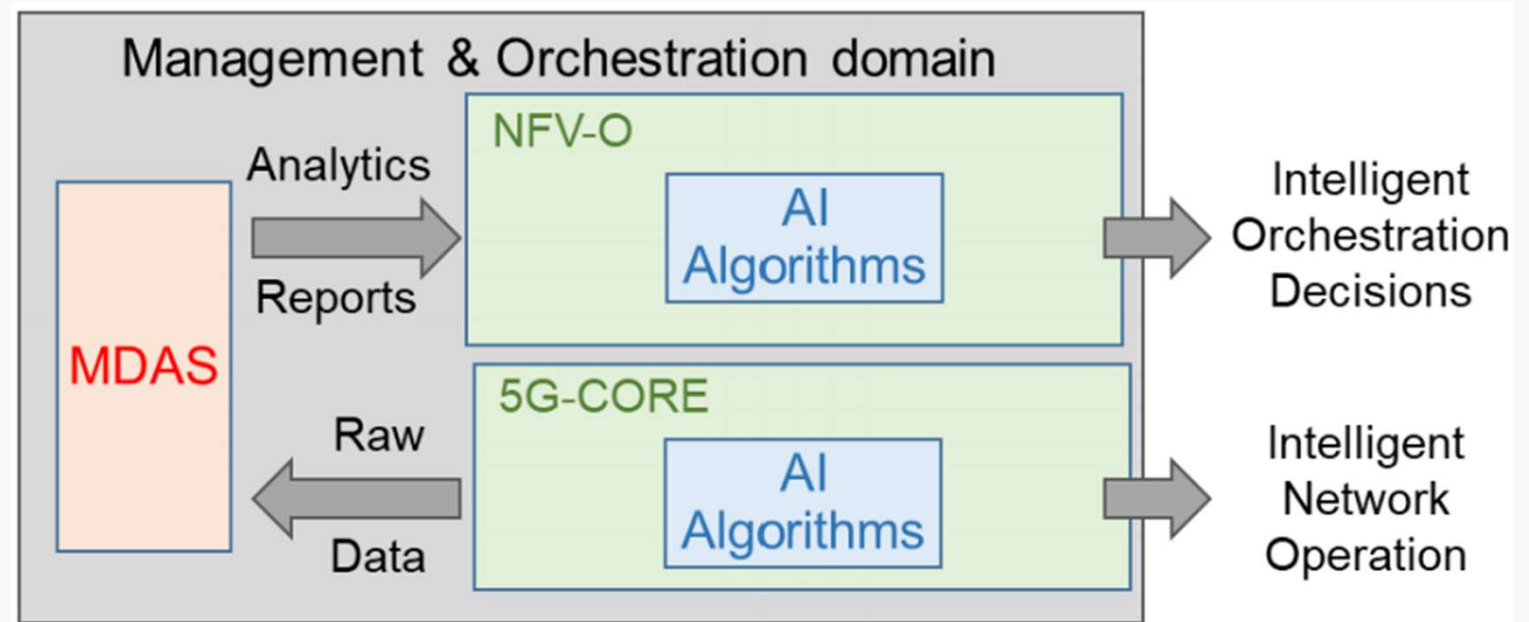 Management & Orchestration domain
NFV-O
Analytics
Reports
AI
Algorithms
Intelligent
Orchestration
Decisions
MDAS
5G-CORE
Raw
Data
AI
Algorithms
Intelligent
Network
Operation